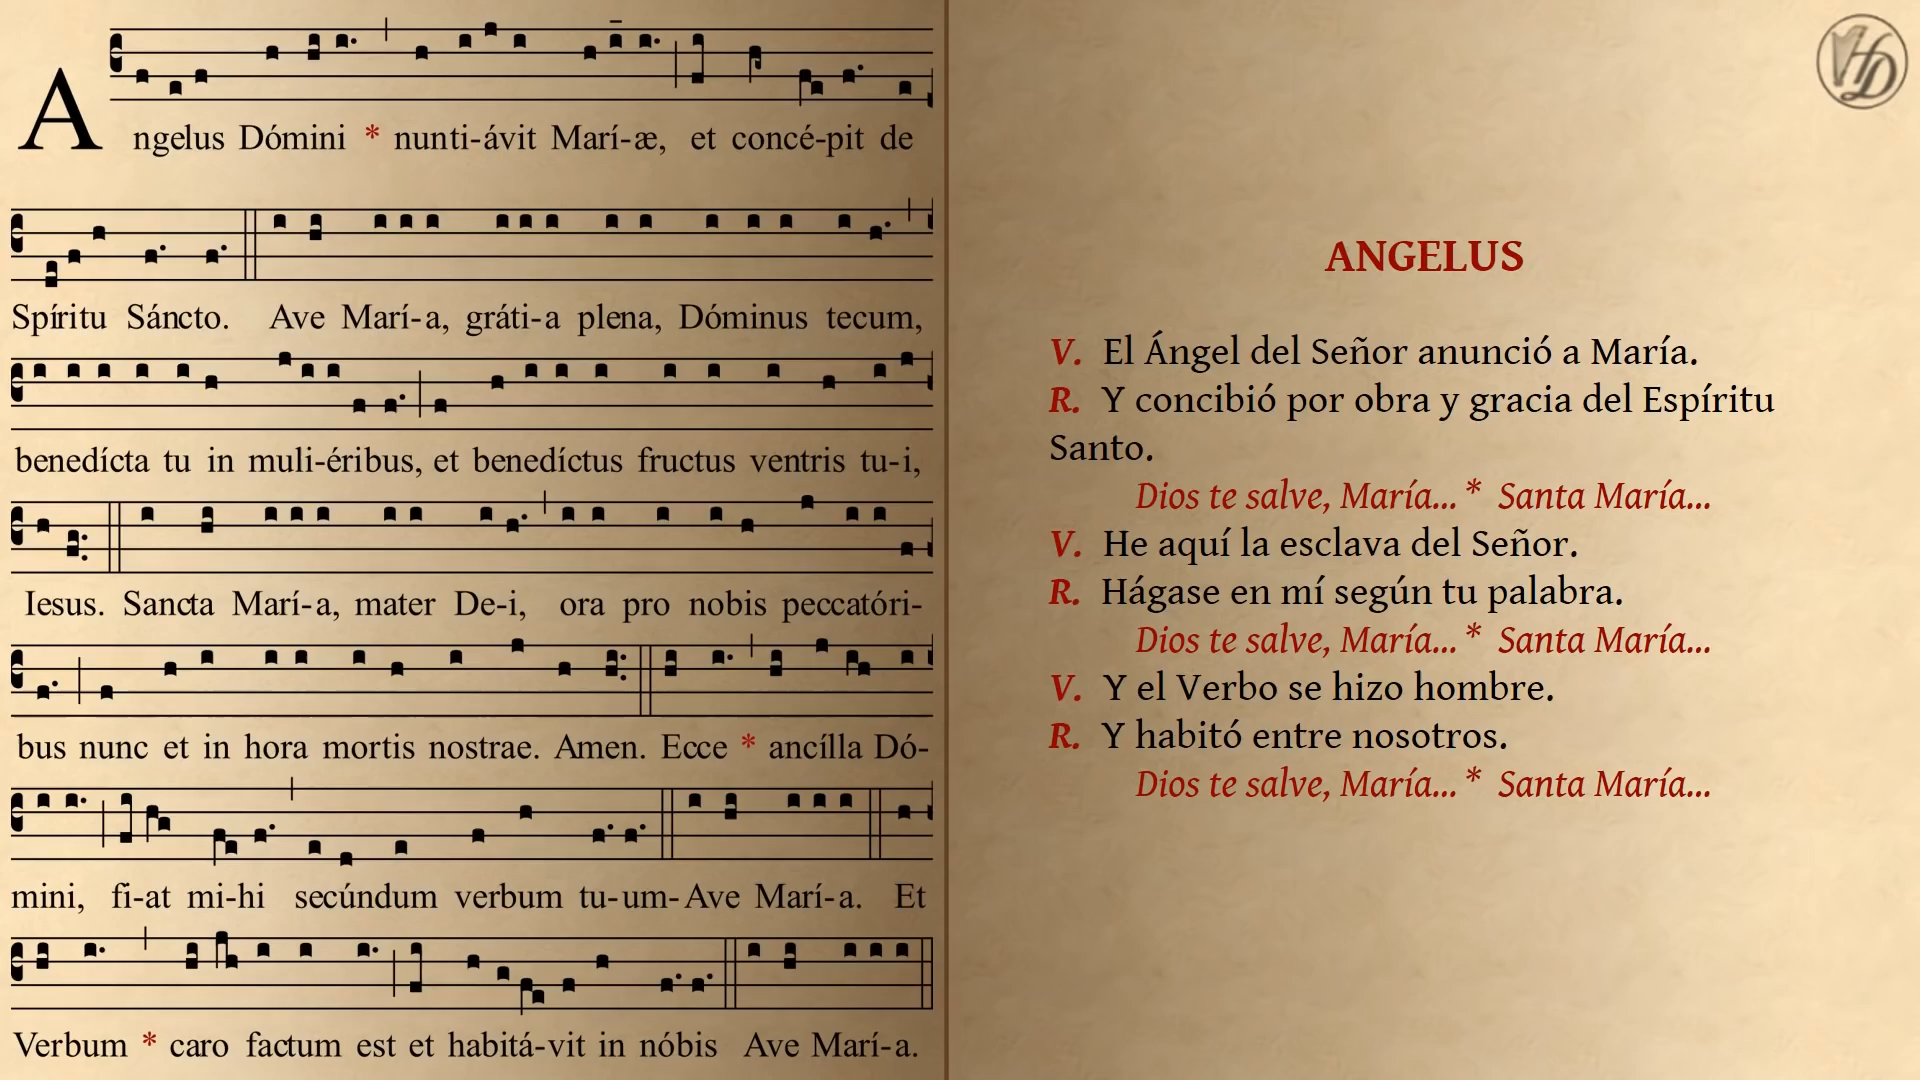 Angelus Dómini * nunti-ávit Marí-æ, et concé-pit de
Spíritu Sáncto. Ave Marí-a, gráti-a plena, Dóminus tecum,
benedícta tu in muli-éribus, et benedíctus fructus ventris tu-i,
Iesus. Sancta Marí-a, mater De-i, ora pro nobis peccatóri-
bus nunc et in hora mortis nostrae. Amen. Ecce * ancílla Dó-
mini, fi-at mi-hi secúndum verbum tu-um- Ave Marí-a. Et
Verbum * caro factum est et habitá-vit in nóbis Ave Marí-a.
HD
ANGELUS
V. El Ángel del Señor anunció a María.
R. Y concibió por obra y gracia del Espíritu
Santo.
Dios te salve, María... * Santa María...
V. He aquí la esclava del Señor.
R. Hágase en mí según tu palabra.
Dios te salve, María... * Santa María...
V. Y el Verbo se hizo hombre.
R. Y habitó entre nosotros.
Dios te salve, María... * Santa María...